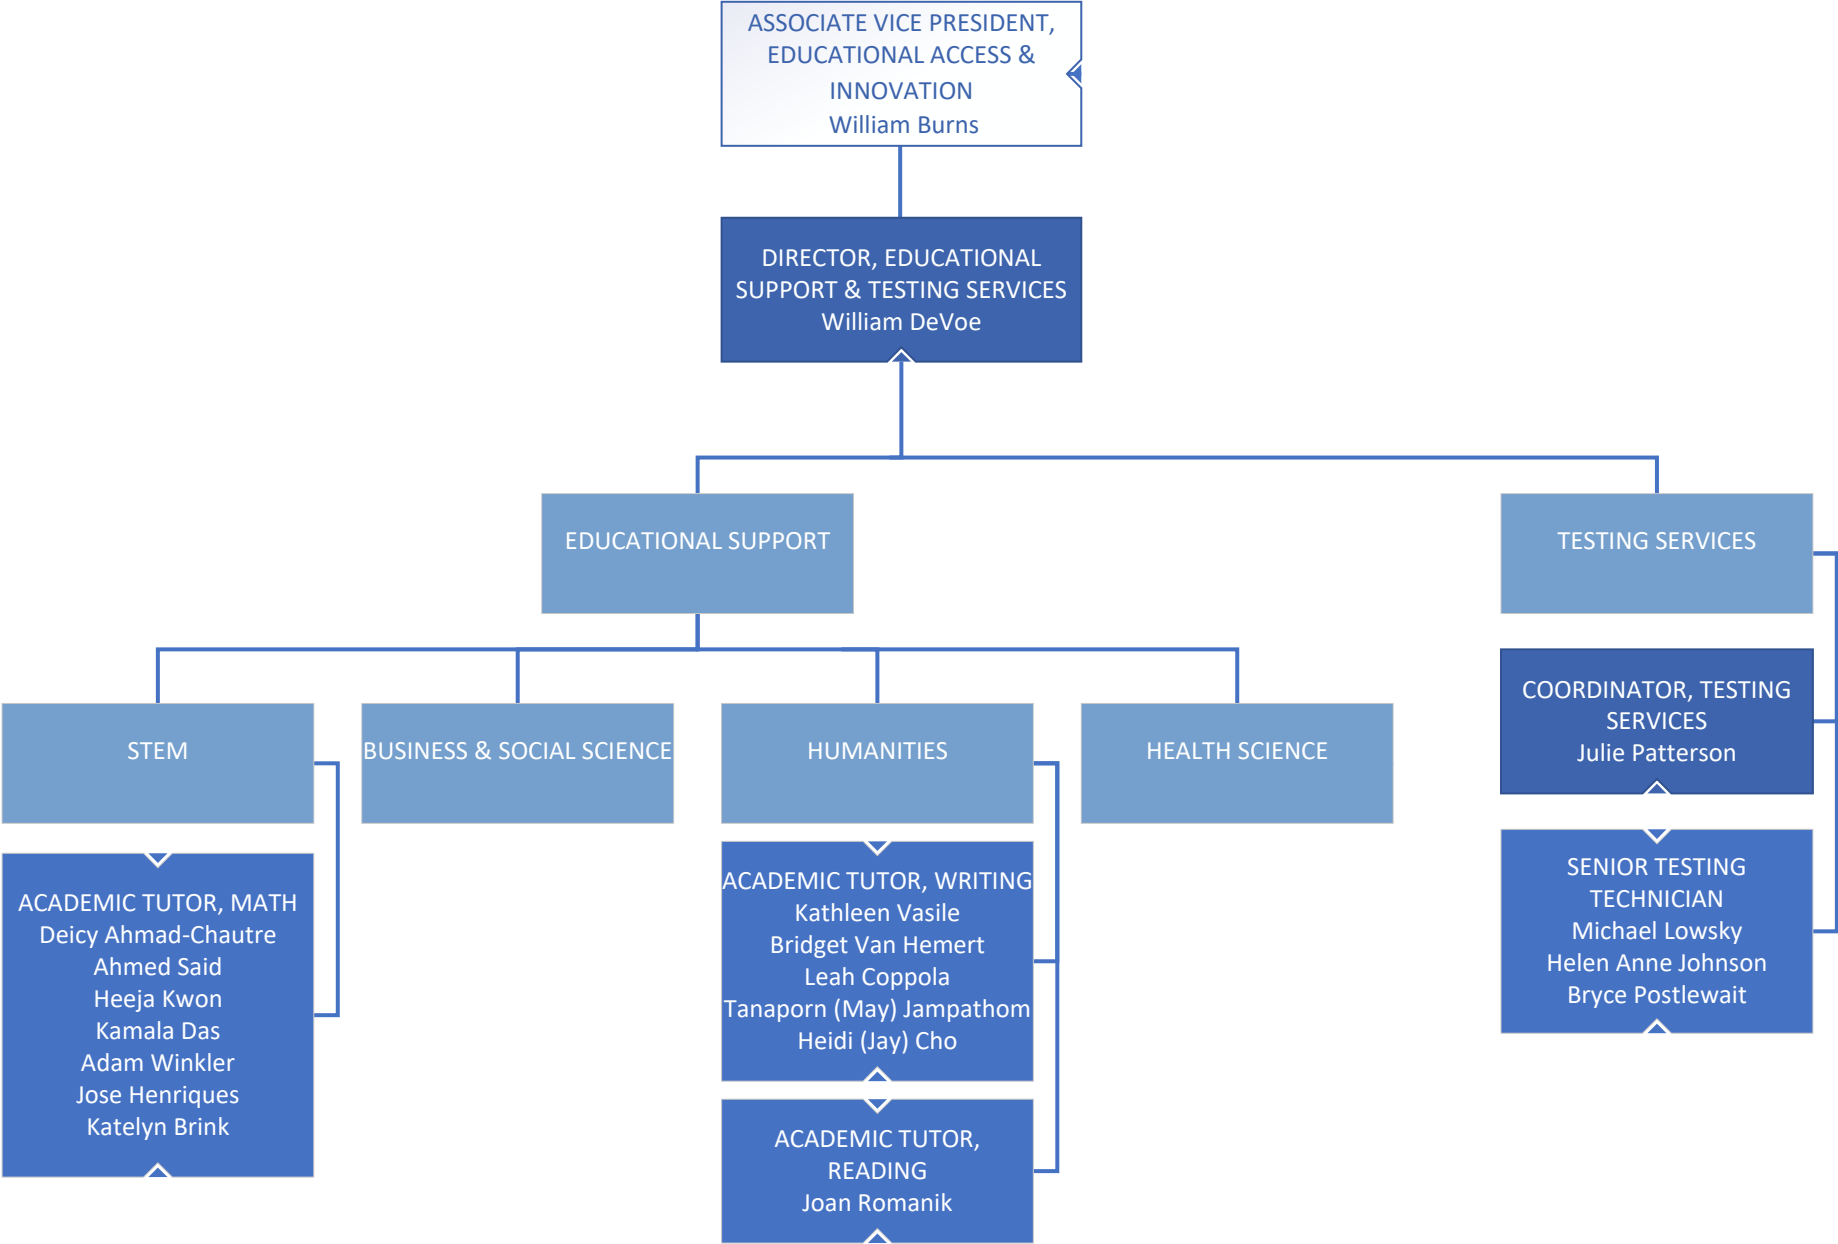 ASSOCIATE VICE PRESIDENT,
EDUCATIONAL ACCESS &
INNOVATION
William Burns
DIRECTOR, EDUCATIONAL
SUPPORT & TESTING SERVICES
William DeVoe
EDUCATIONAL SUPPORT
TESTING SERVICES
STEM
BUSINESS & SOCIAL SCIENCE
HUMANITIES
HEALTH SCIENCE
COORDINATOR, TESTING
SERVICES
Julie Patterson
ACADEMIC TUTOR, MATH
Deicy Ahmad-Chautre
Ahmed Said
Heeja Kwon
Kamala Das
Adam Winkler
Jose Henriques
Katelyn Brink
ACADEMIC TUTOR, WRITING
Kathleen Vasile
Bridget Van Hemert
Leah Coppola
Tanaporn (May) Jampathom
Heidi (Jay) Cho
ACADEMIC TUTOR,
READING
Joan Romanik
SENIOR TESTING
TECHNICIAN
Michael Lowsky
Helen Anne Johnson
Bryce Postlewait